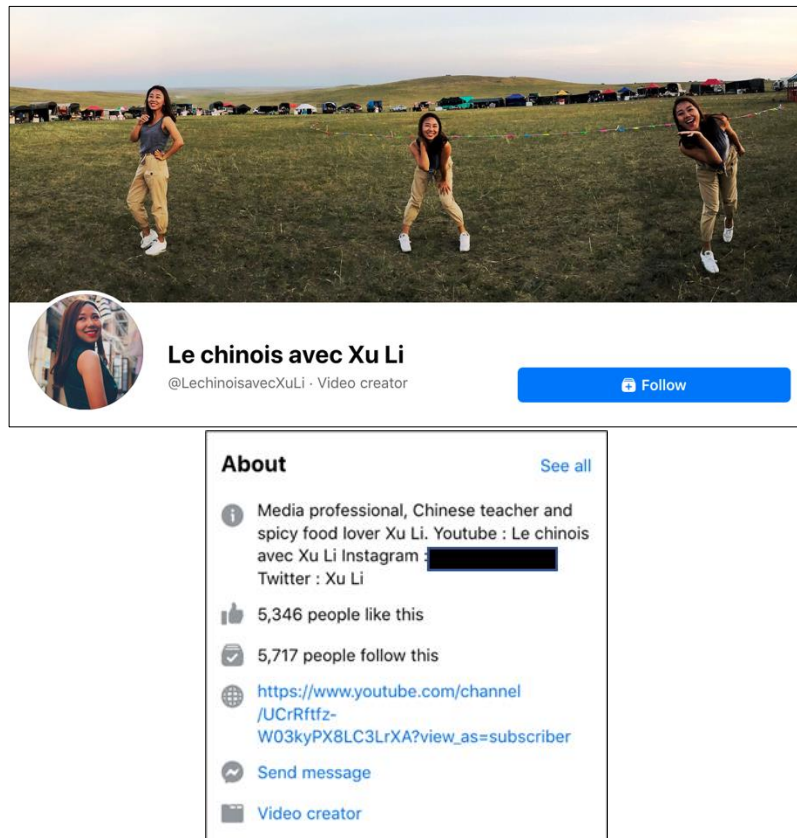 Le chinois avec Xu Li
@LechinoisavecXuLi · Video creator
Follow
About
See all
Media professional, Chinese teacher and
spicy food lover Xu Li. Youtube : Le chinois
avec Xu Li Instagram :
Twitter : Xu Li
5,346 people like this
5,717 people follow this
https://www.youtube.com/channel
/UCrRftfz-
W03kyPX8LC3LrXA?view_as=subscriber
Send message
Video creator